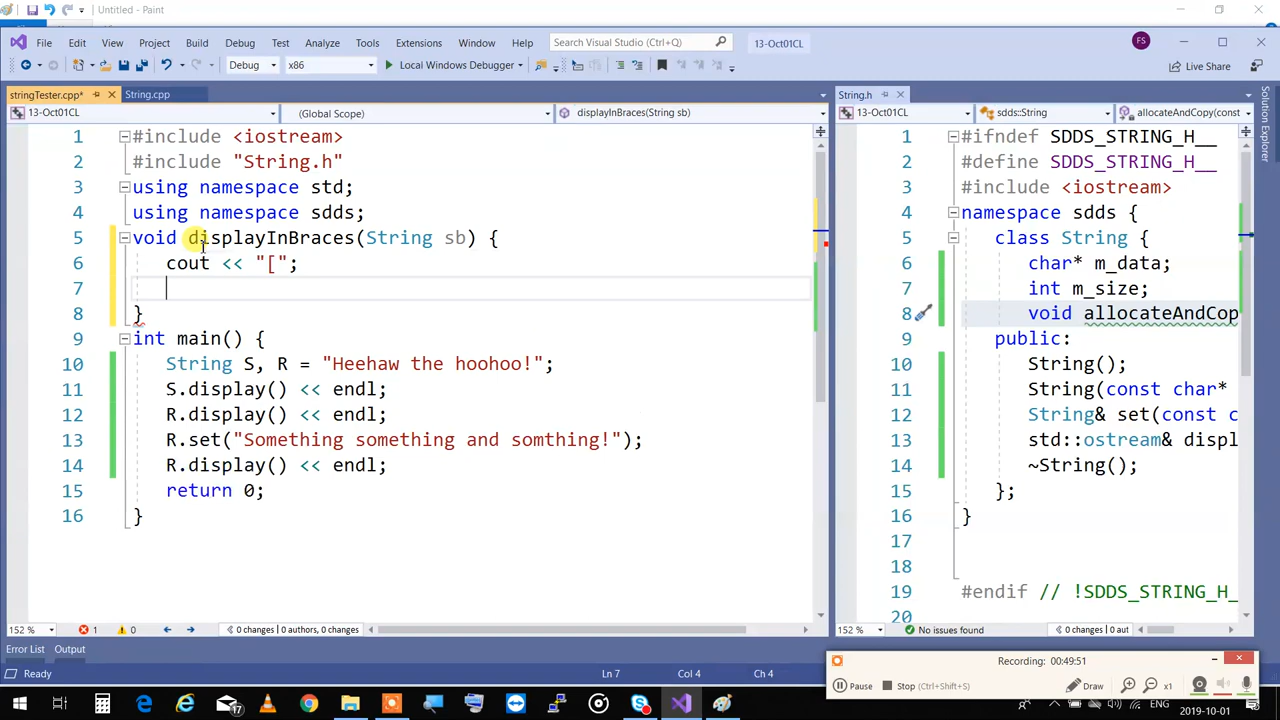 Untitled - Paint
File Edit View Project Build Debug Test Analyze Tools Extensions Window Help Search Visual Studio (Ctrl+Q) 13-Oct01CL FS
Debug x86 Local Windows Debugger Live Share
stringTester.cpp* String.cpp String.h
13-Oct01CL (Global Scope) displayInBraces(String sb) 13-Oct01CL sdds::String allocateAndCopy(const
1 #include <iostream>
2 #include "String.h"
3 using namespace std;
4 using namespace sdds;
5 void displayInBraces(String sb) {
6 cout << "[";
7
8 }
9 int main() {
10 String S, R = "Heehaw the hoohoo!";
11 S.display() << endl;
12 R.display() << endl;
13 R.set("Something something and somthing!");
14 R.display() << endl;
15 return 0;
16 }
1 #ifndef SDDS_STRING_H__
2 #define SDDS_STRING_H__
3 #include <iostream>
4 namespace sdds {
5 class String {
6 char* m_data;
7 int m_size;
8 void allocateAndCop
9 public:
10 String();
11 String(const char*
12 String& set(const c
13 std::ostream& displ
14 ~String();
15 };
16 }
17
18
19 #endif // !SDDS_STRING_H_
20
Solution Explorer
152 % 1 0 0 changes | 0 authors, 0 changes
152 % No issues found 0 changes | 0 aut
Error List Output
Ready Ln 7 Col 4 Ch 4
Recording: 00:49:51
Pause Stop (Ctrl+Shift+S) Draw x1
17 ENG 2019-10-01